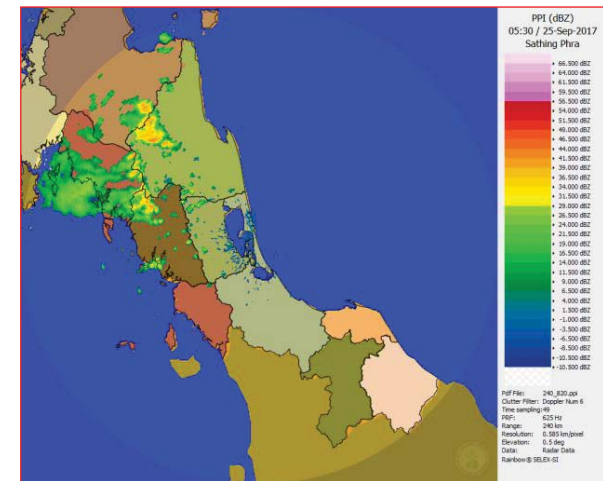 PPI (dBZ)
05:30 / 25-Sep-2017
Sathing Phra
66.500 dBZ
64.000 dBZ
61.500 dBZ
59.500 dBZ
56.500 dBZ
54.000 dBZ
51.500 dBZ
49.000 dBZ
46.500 dBZ
44.000 dBZ
41.500 dBZ
39.000 dBZ
36.500 dBZ
34.000 dBZ
31.500 dBZ
29.000 dBZ
26.500 dBZ
24.000 dBZ
21.500 dBZ
19.000 dBZ
16.500 dBZ
14.000 dBZ
11.500 dBZ
9.000 dBZ
6.500 dBZ
4.000 dBZ
1.500 dBZ
-1.000 dBZ
-3.500 dBZ
-6.000 dBZ
-8.500 dBZ
-10.500 dBZ
-10.500 dBZ
Pdf File: 240_820.ppi
Clutter Filter: Doppler Num 6
Time sampling: 49
PRF: 625 Hz
Range: 240 km
Resolution: 0.585 km/pixel
Elevation: 0.5 deg
Data: Radar Data
Rainbow® SELEX-SI